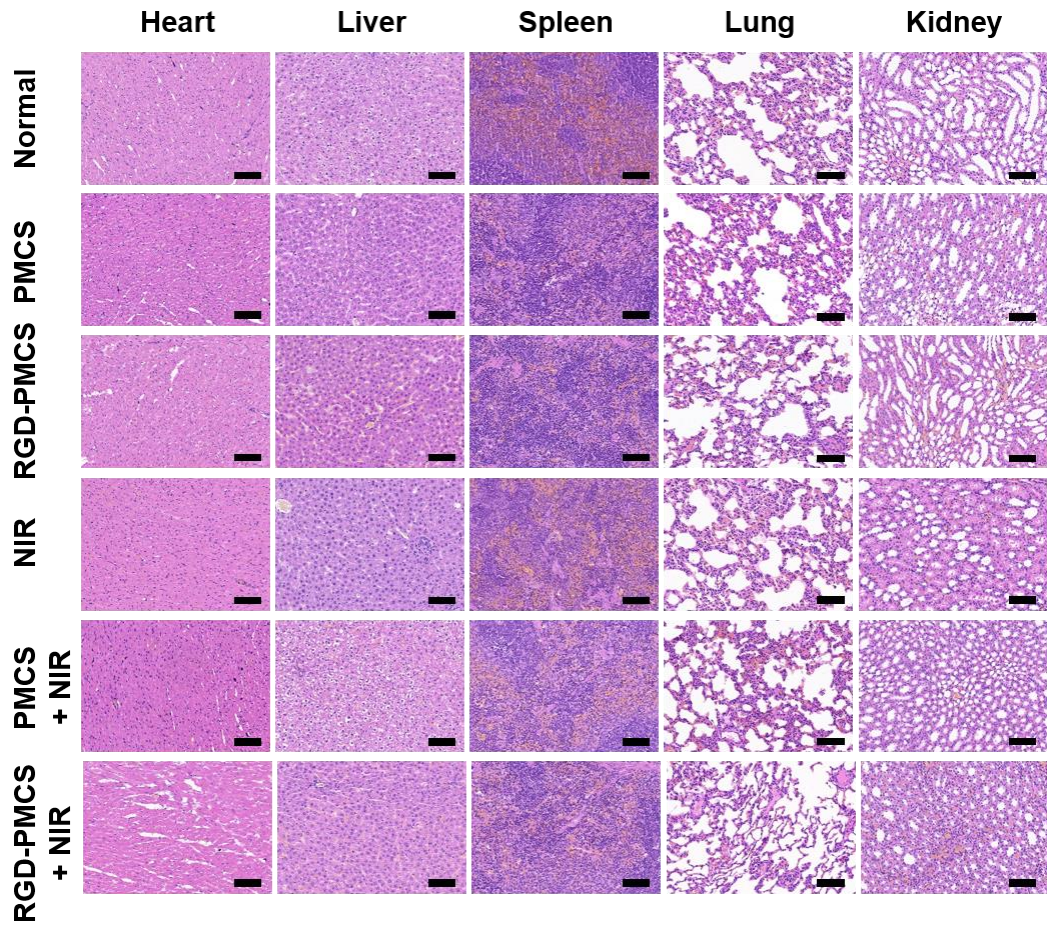 Heart Liver Spleen Lung Kidney
Normal
PMCS
RGD-PMCS
NIR
PMCS
+ NIR
RGD-PMCS
+ NIR